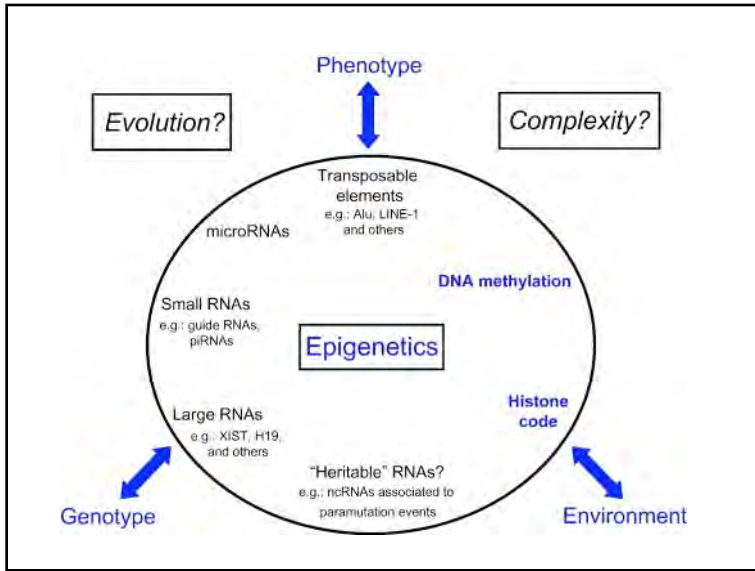 Phenotype
Evolution?
Complexity?
Transposable
elements
e.g.: Alu, LINE-1
and others
microRNAs
DNA methylation
Small RNAs
e.g.: guide RNAs,
piRNAs
Epigenetics
Large RNAs
e.g.: XIST, H19,
and others
Histone
code
"Heritable" RNAs?
e.g.: ncRNAs associated to
paramutation events
Genotype
Environment